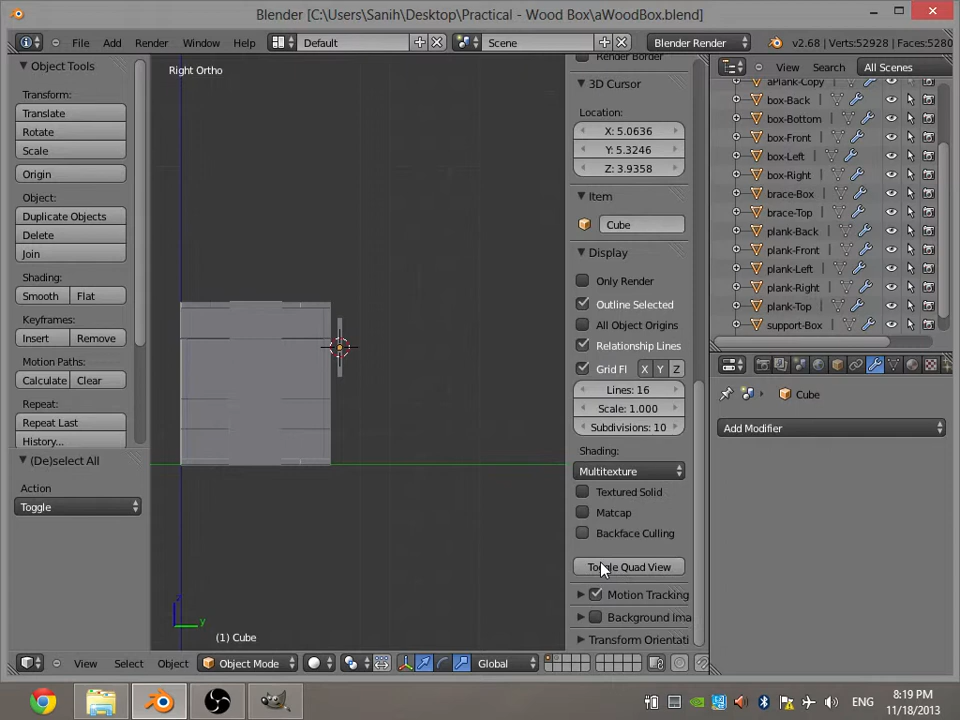 Blender [C:\Users\Sanih\Desktop\Practical - Wood Box\aWoodBox.blend]
File Add Render Window Help Default Scene Blender Render v2.68 | Verts:52928 | Faces:5280
Object Tools
Transform:
Translate
Rotate
Scale
Origin
Object:
Duplicate Objects
Delete
Join
Shading:
Smooth Flat
Keyframes:
Insert Remove
Motion Paths:
Calculate Clear
Repeat:
Repeat Last
History...
(De)select All
Action
Toggle
Right Ortho
z
y
(1) Cube
View Select Object Object Mode Global
Render Border
3D Cursor
Location:
X: 5.0636
Y: 5.3246
Z: 3.9358
Item
Cube
Display
Only Render
Outline Selected
All Object Origins
Relationship Lines
Grid Fl X Y Z
Lines: 16
Scale: 1.000
Subdivisions: 10
Shading:
Multitexture
Textured Solid
Matcap
Backface Culling
Toggle Quad View
Motion Tracking
Background Ima
Transform Orientati
View Search All Scenes
aPlank-Copy
box-Back
box-Bottom
box-Front
box-Left
box-Right
brace-Box
brace-Top
plank-Back
plank-Front
plank-Left
plank-Right
plank-Top
support-Box
Cube
Add Modifier
ENG
8:19 PM
11/18/2013